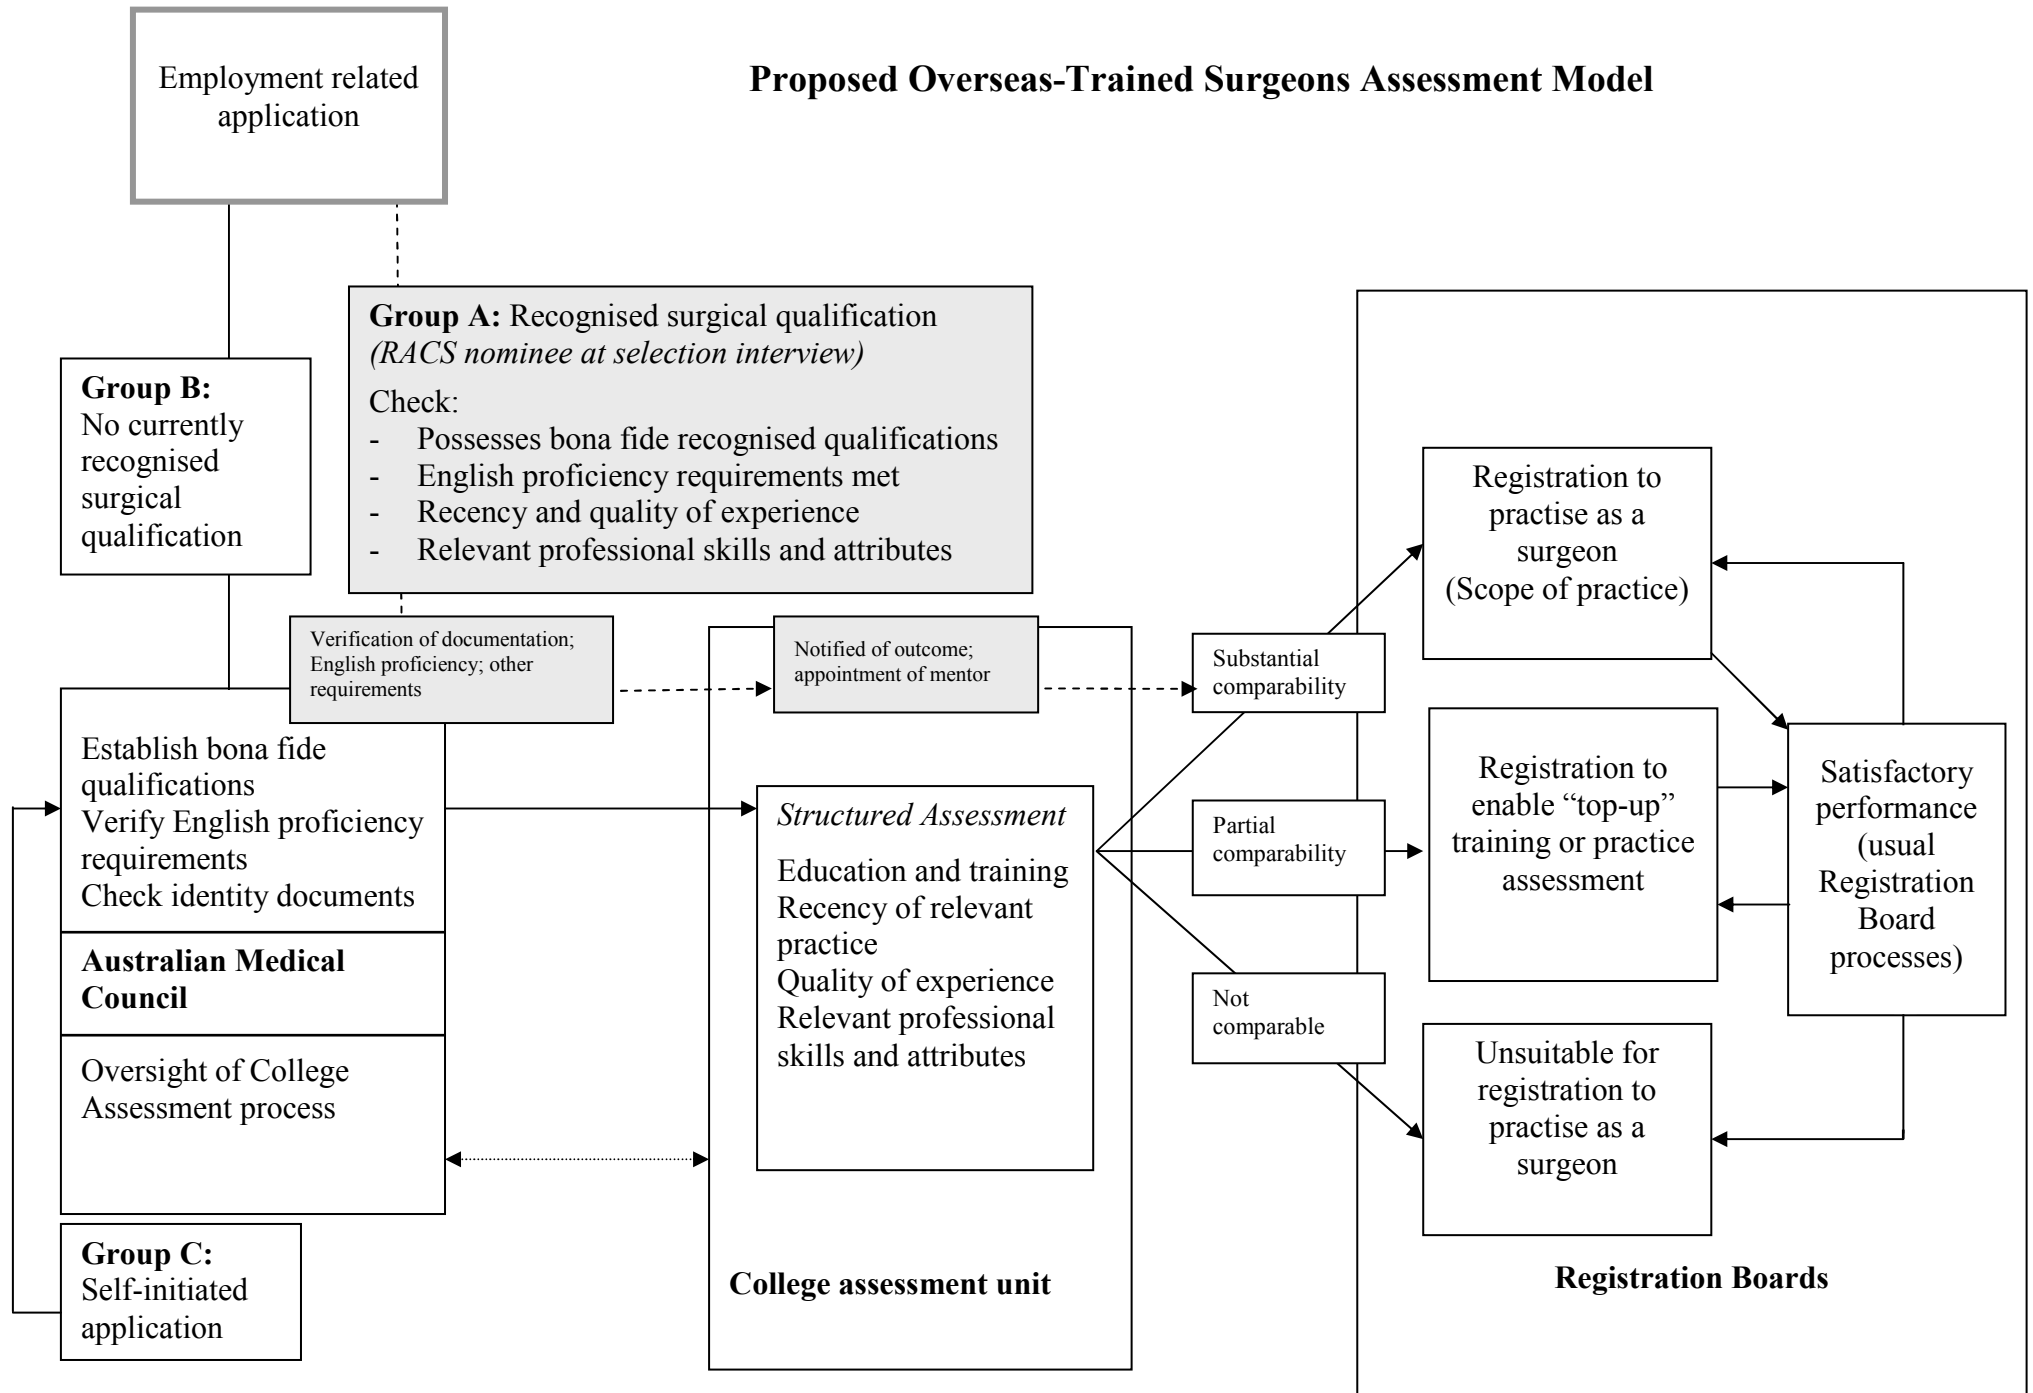 Employment related
application
Proposed Overseas-Trained Surgeons Assessment Model
Group A: Recognised surgical qualification
(RACS nominee at selection interview)
Check:
- Possesses bona fide recognised qualifications
- English proficiency requirements met
- Recency and quality of experience
- Relevant professional skills and attributes
Group B:
No currently
recognised
surgical
qualification
Verification of documentation;
English proficiency; other
requirements
Notified of outcome;
appointment of mentor
Establish bona fide
qualifications
Verify English proficiency
requirements
Check identity documents
Australian Medical
Council
Oversight of College
Assessment process
Group C:
Self-initiated
application
Structured Assessment
Education and training
Recency of relevant
practice
Quality of experience
Relevant professional
skills and attributes
College assessment unit
Substantial
comparability
Partial
comparability
Not
comparable
Registration to
practise as a
surgeon
(Scope of practice)
Registration to
enable “top-up”
training or practice
assessment
Unsuitable for
registration to
practise as a
surgeon
Satisfactory
performance
(usual
Registration
Board
processes)
Registration Boards